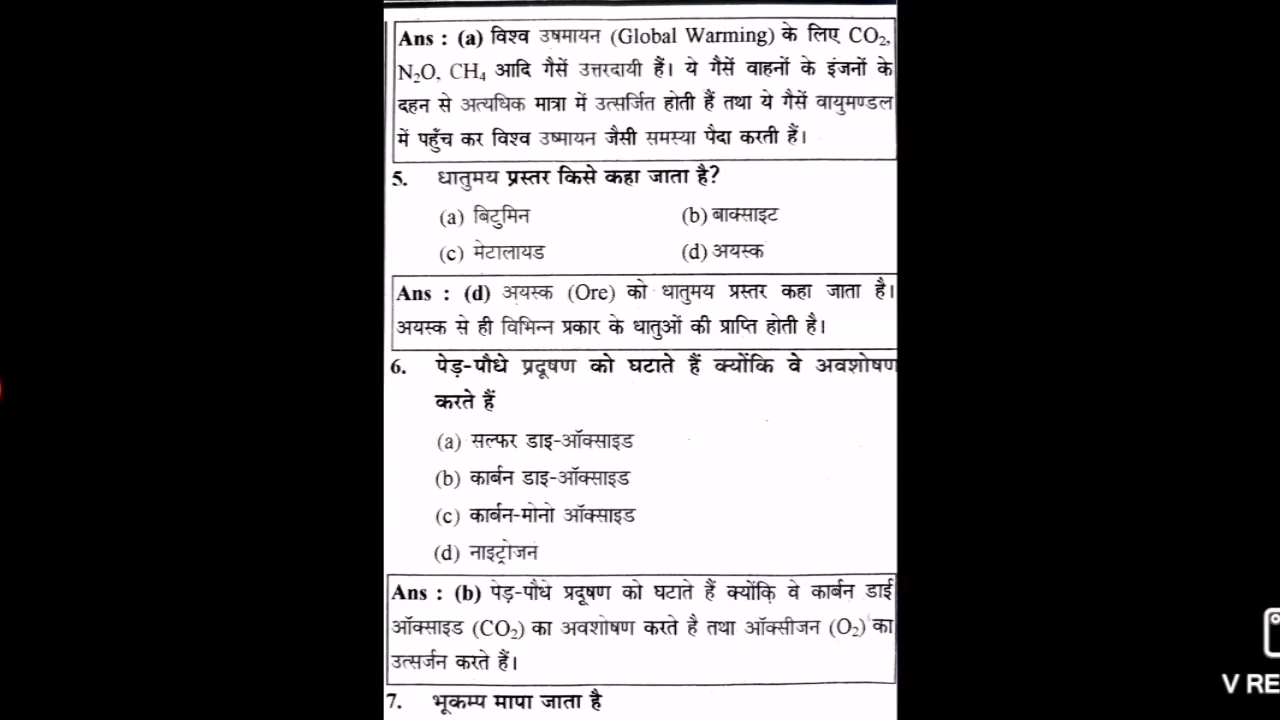 Ans : (a) विश्व उषमायन (Global Warming) के लिए CO₂,
N₂O, CH₄ आदि गैसें उत्तरदायी हैं। ये गैसें वाहनों के इंजनों के
दहन से अत्यधिक मात्रा में उत्सर्जित होती हैं तथा ये गैसें वायुमण्डल
में पहुँच कर विश्व उष्मायन जैसी समस्या पैदा करती हैं।
5. धातुमय प्रस्तर किसे कहा जाता है?
(a) बिटुमिन (b) बाक्साइट
(c) मेटालायड (d) अयस्क
Ans : (d) अयस्क (Ore) को धातुमय प्रस्तर कहा जाता है।
अयस्क से ही विभिन्न प्रकार के धातुओं की प्राप्ति होती है।
6. पेड़-पौधे प्रदूषण को घटाते हैं क्योंकि वे अवशोषण
करते हैं
(a) सल्फर डाइ-ऑक्साइड
(b) कार्बन डाइ-ऑक्साइड
(c) कार्बन-मोनो ऑक्साइड
(d) नाइट्रोजन
Ans : (b) पेड़-पौधे प्रदूषण को घटाते हैं क्योंकि वे कार्बन डाई
ऑक्साइड (CO₂) का अवशोषण करते है तथा ऑक्सीजन (O₂) का
उत्सर्जन करते हैं।
7. भूकम्प मापा जाता है
V RE